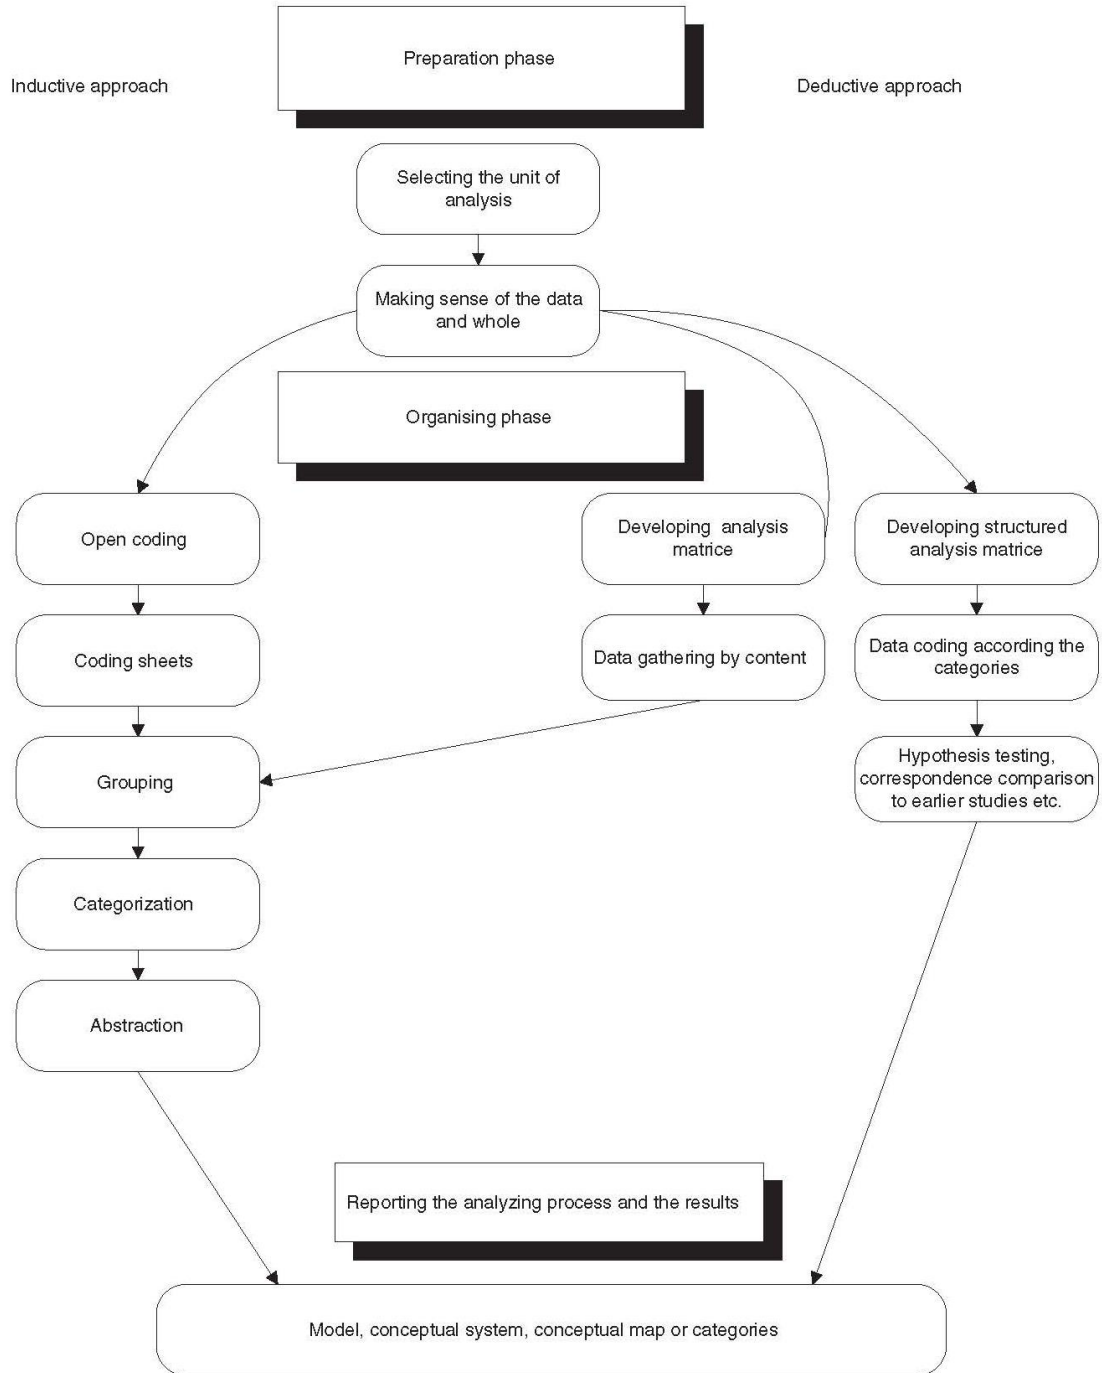 Preparation phase
Inductive approach
Deductive approach
Selecting the unit of
analysis
Making sense of the data
and whole
Organising phase
Open coding
Developing analysis
matrice
Developing structured
analysis matrice
Coding sheets
Data gathering by content
Data coding according the
categories
Grouping
Hypothesis testing,
correspondence comparison
to earlier studies etc.
Categorization
Abstraction
Reporting the analyzing process and the results
Model, conceptual system, conceptual map or categories